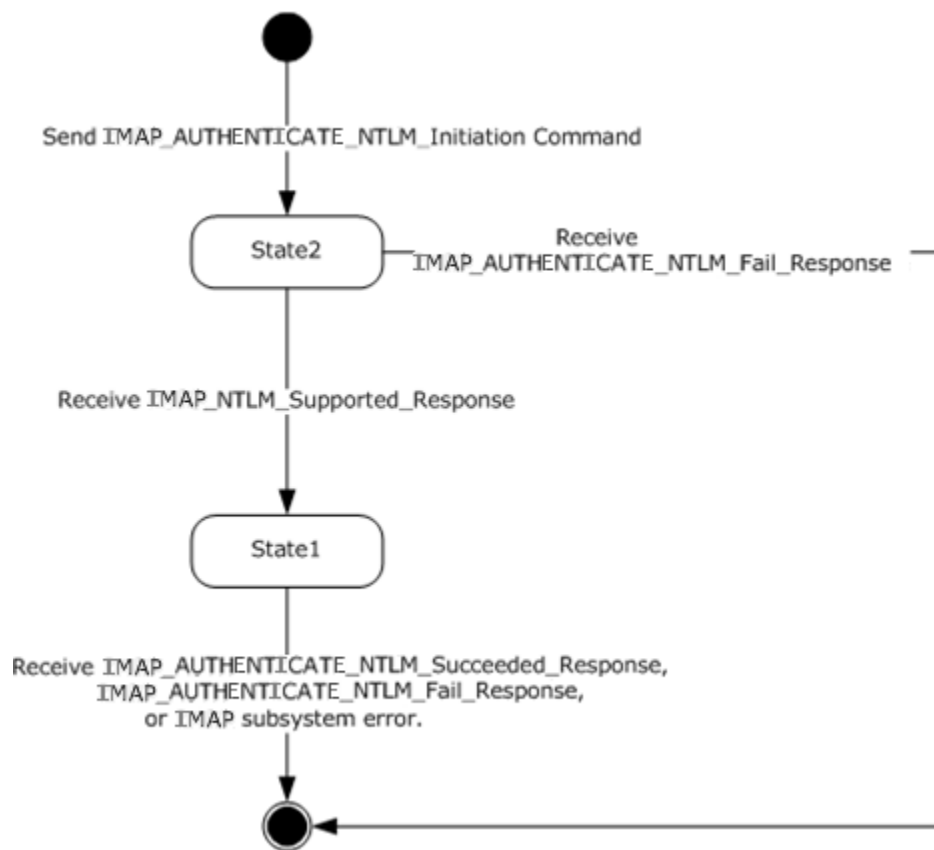 Send IMAP_AUTHENTICATE_NTLM_Initiation Command
State2
Receive
IMAP_AUTHENTICATE_NTLM_Fail_Response
Receive IMAP_NTLM_Supported_Response
State1
Receive IMAP_AUTHENTICATE_NTLM_Succeeded_Response,
IMAP_AUTHENTICATE_NTLM_Fail_Response,
or IMAP subsystem error.